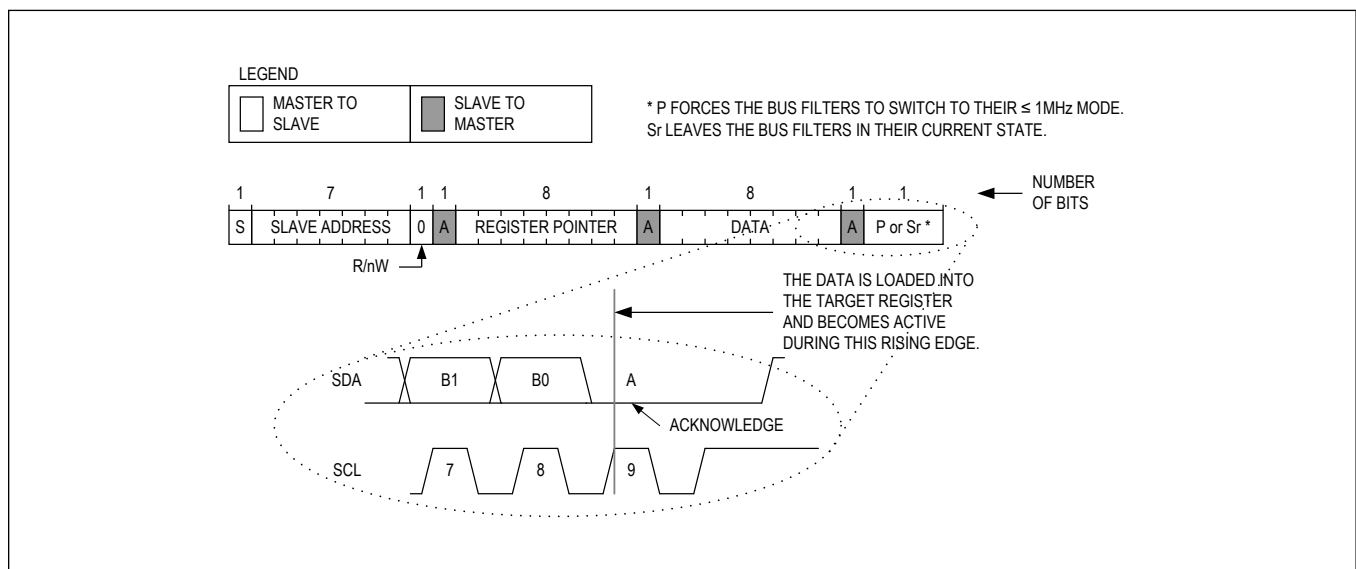 LEGEND
MASTER TO
SLAVE
SLAVE TO
MASTER
* P FORCES THE BUS FILTERS TO SWITCH TO THEIR ≤ 1MHz MODE.
Sr LEAVES THE BUS FILTERS IN THEIR CURRENT STATE.
1 7 1 1 8 1 8 1 1
NUMBER
OF BITS
S SLAVE ADDRESS 0 A REGISTER POINTER A DATA A P or Sr *
R/nW
THE DATA IS LOADED INTO
THE TARGET REGISTER
AND BECOMES ACTIVE
DURING THIS RISING EDGE.
SDA B1 B0 A
ACKNOWLEDGE
SCL 7 8 9